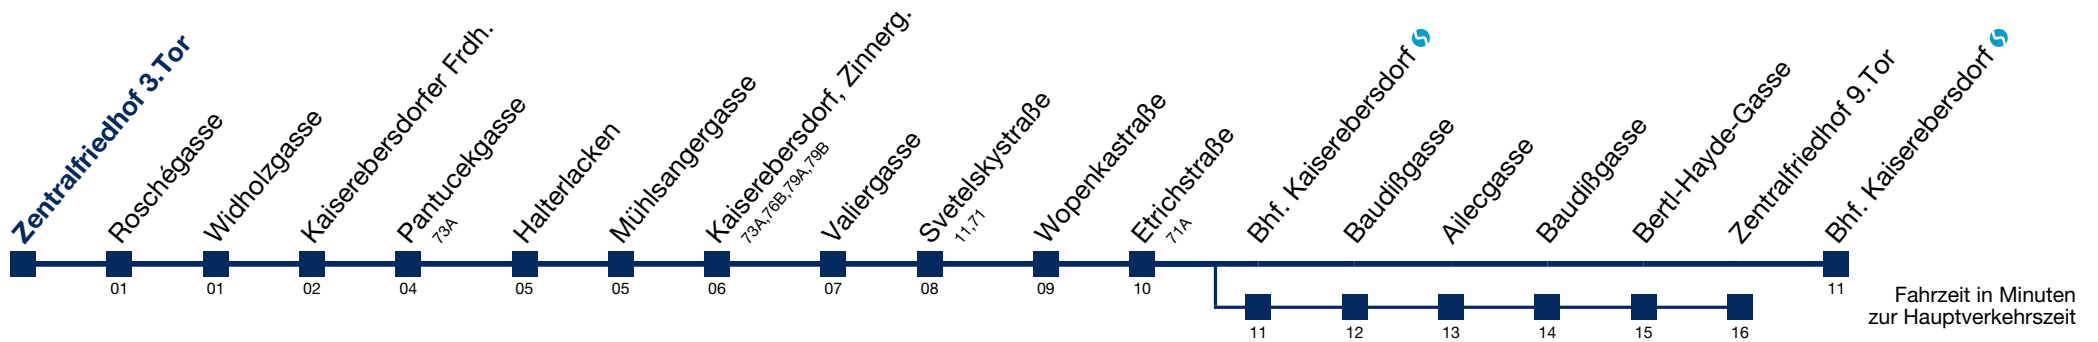 Zentralfriedhof 3.Tor
Roschégasse
Widholzgasse
Kaiserebersdorfer Frdh.
Pantucekgasse
73A
Halterlacken
Mühlsangergasse
Kaiserebersdorf, Zinnerg.
73A,76B,79A,79B
Valiergasse
Svetelskystraße
11,71
Wopenkastraße
Etrichstraße
71A
Bhf. Kaiserebersdorf
Baudißgasse
Ailecgasse
Baudißgasse
Bertl-Hayde-Gasse
Zentralfriedhof 9.Tor
Bhf. Kaiserebersdorf
01 01 02 04 05 05 06 07 08 09 10 11
11 12 13 14 15 16
Fahrzeit in Minuten
zur Hauptverkehrszeit